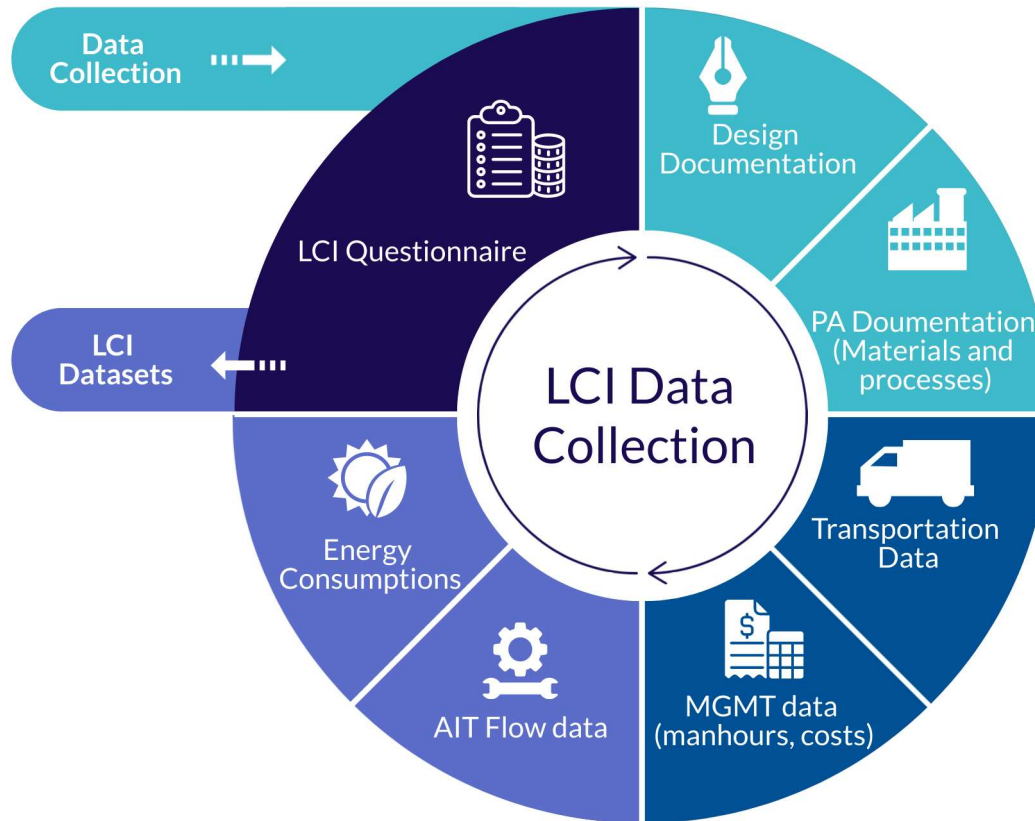 Data
Collection
LCI Questionnaire
Design
Documentation
PA Doumentation
(Materials and
processes)
Transportation
Data
MGMT data
(manhours, costs)
AIT Flow data
Energy
Consumptions
LCI
Datasets
LCI Data
Collection
$